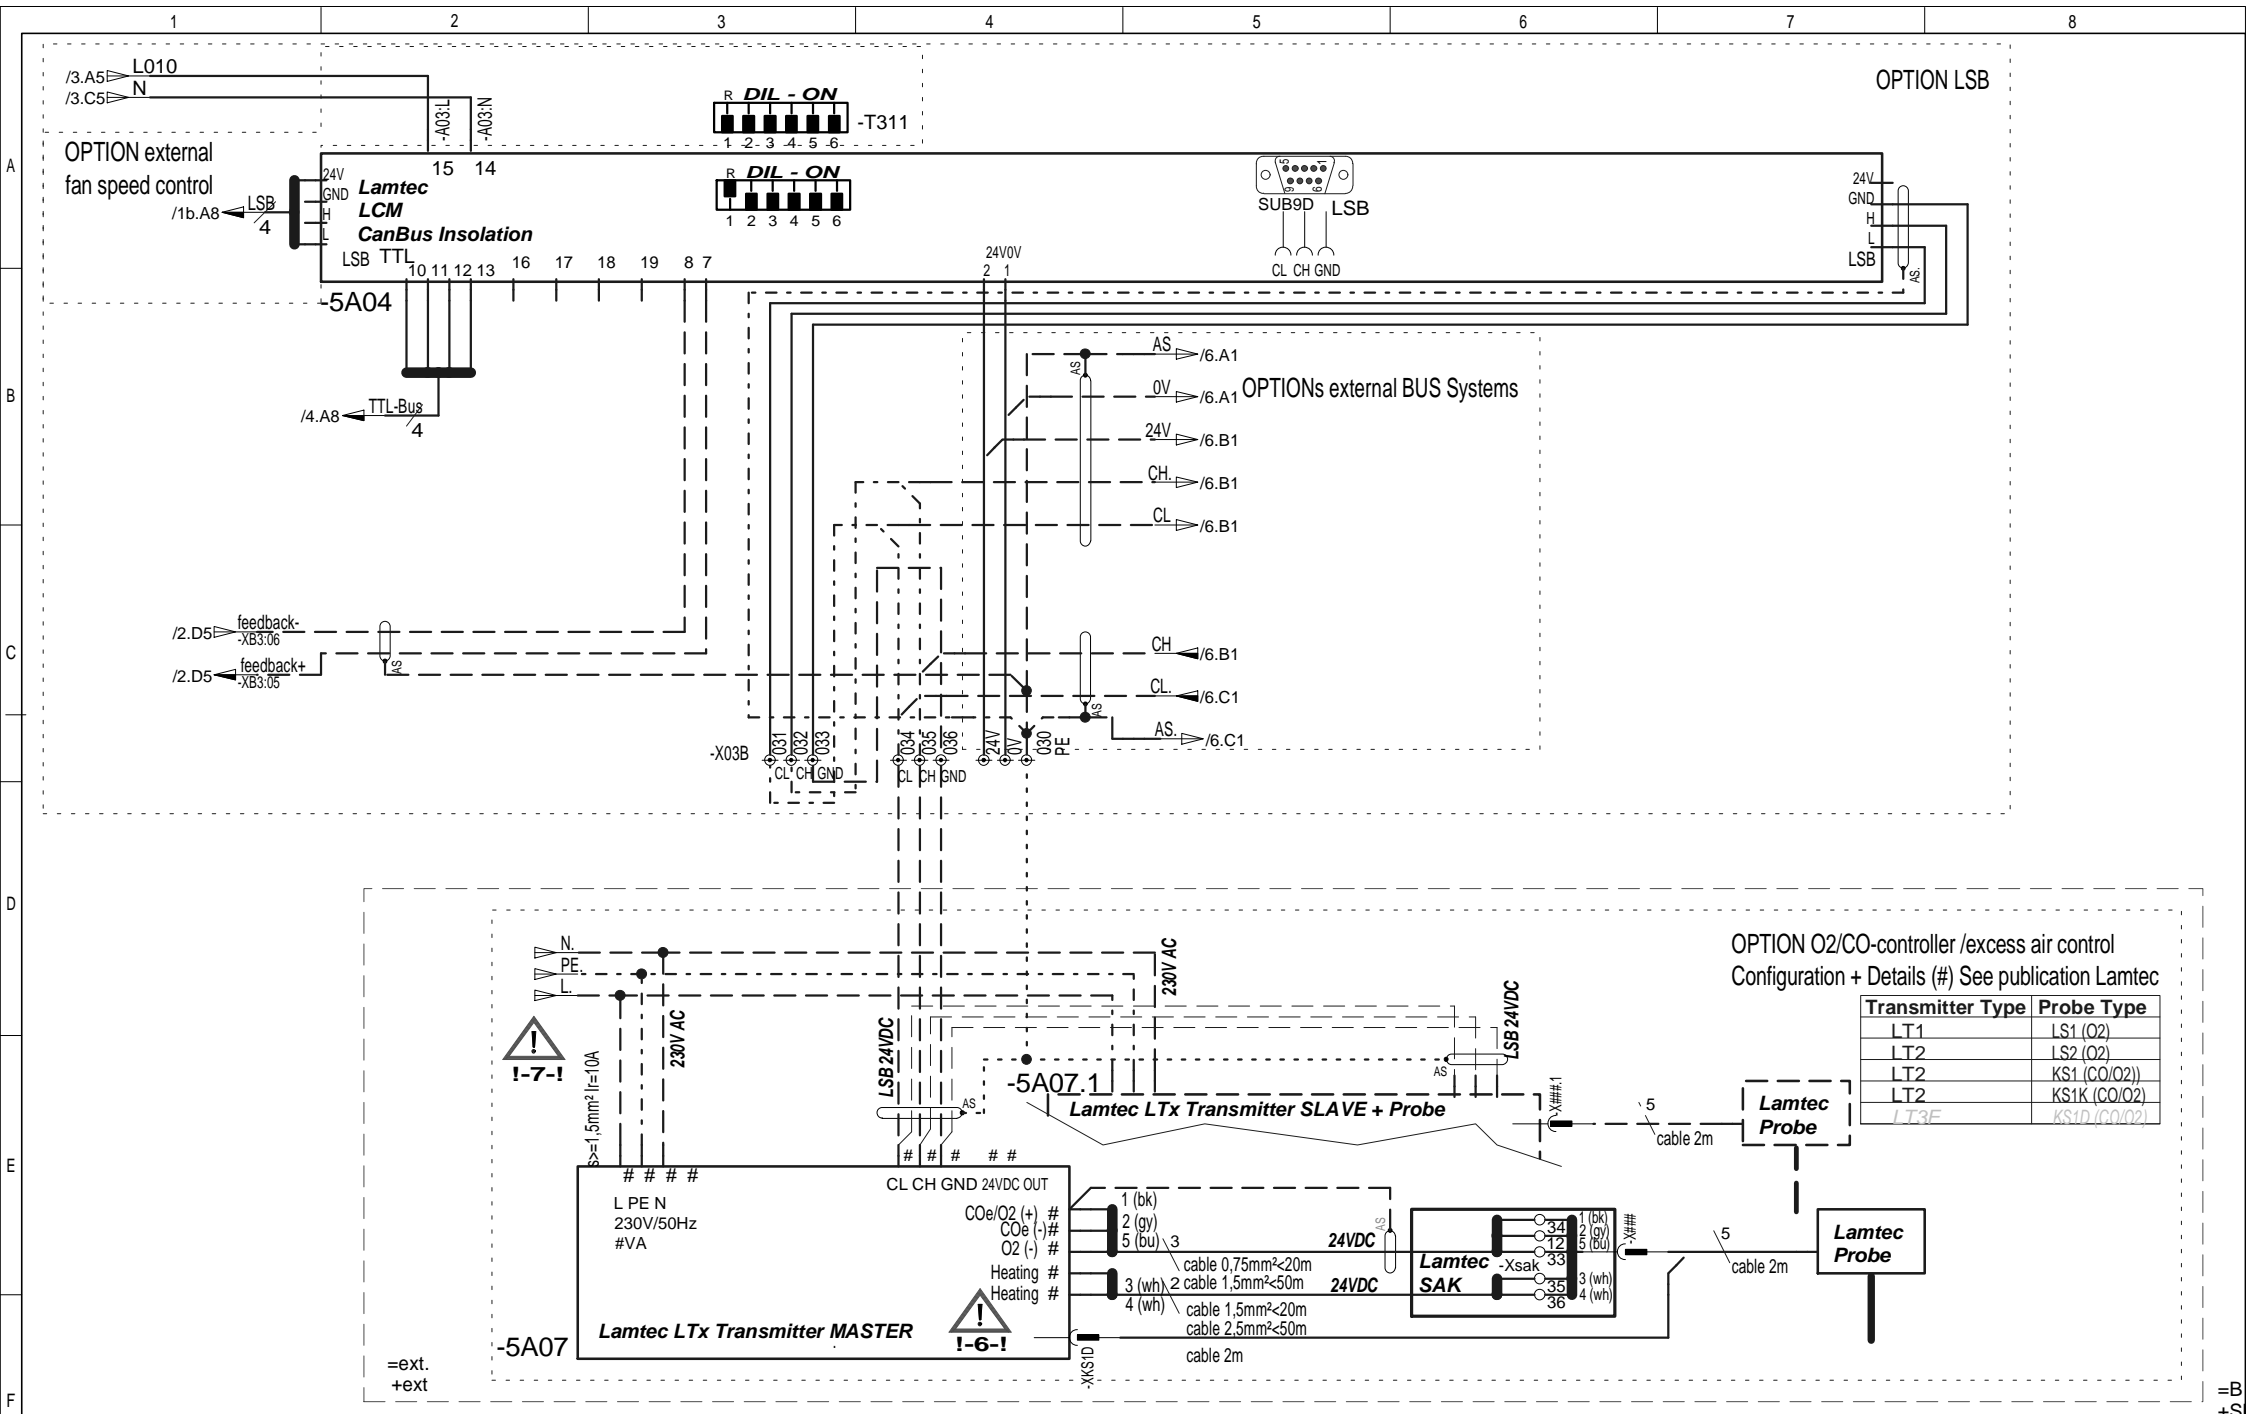 1 2 3 4 5 6 7 8
A
B
C
D
E
F
/3.A5 L010
/3.C5 N
-A03:L
-A03:N
OPTION LSB
R DIL - ON
1 2 3 4 5 6
-T311
OPTION external
fan speed control
/1b.A8 LSB
4
15 14
24V
GND
H
L
LSB
Lamtec
LCM
CanBus Insolation
TTL
10 11 12 13 16 17 18 19 8 7
R DIL - ON
1 2 3 4 5 6
24V0V
2 1
5 1
9 6
SUB9D LSB
CL CH GND
24V
GND
H
L
LSB
AS.
-5A04
/4.A8 TTL-Bus
4
AS
AS /6.A1
0V /6.A1
OPTIONs external BUS Systems
24V /6.B1
CH. /6.B1
CL /6.B1
/2.D5 feedback-
-XB3:06
/2.D5 feedback+
-XB3:05
AS
CH /6.B1
CL. /6.C1
AS
AS. /6.C1
-X03B
031 032 033 034 035 036 24V 0V 030 PE
CL CH GND
CL CH GND
N.
PE.
L.
230V AC
230V AC
LSB 24VDC
LSB 24VDC
OPTION O2/CO-controller /excess air control
Configuration + Details (#) See publication Lamtec
Transmitter Type Probe Type
LT1 LS1 (O2)
LT2 LS2 (O2)
LT2 KS1 (CO/O2))
LT2 KS1K (CO/O2)
LT3F KS1D (CO/O2)
!
!-7-!
s>=1,5mm² Ir=10A
AS
AS
-5A07.1
Lamtec LTx Transmitter SLAVE + Probe
-X###.1
5
cable 2m
Lamtec
Probe
# # # #
# # # # #
L PE N
230V/50Hz
#VA
CL CH GND 24VDC OUT
COe/O2 (+) #
COe (-)#
O2 (-) #
Heating #
Heating #
1 (bk)
2 (gy)
5 (bu) 3
cable 0,75mm²<20m
3 (wh) 2 cable 1,5mm²<50m
4 (wh)
cable 1,5mm²<20m
cable 2,5mm²<50m
24VDC
24VDC
AS
Lamtec
SAK
-Xsak
34
12
33
35
36
1 (bk)
2 (gy)
5 (bu)
3 (wh)
4 (wh)
-X###
5
cable 2m
Lamtec
Probe
-5A07
Lamtec LTx Transmitter MASTER
!
!-6-!
-XKS1D
cable 2m
=ext.
+ext
=B